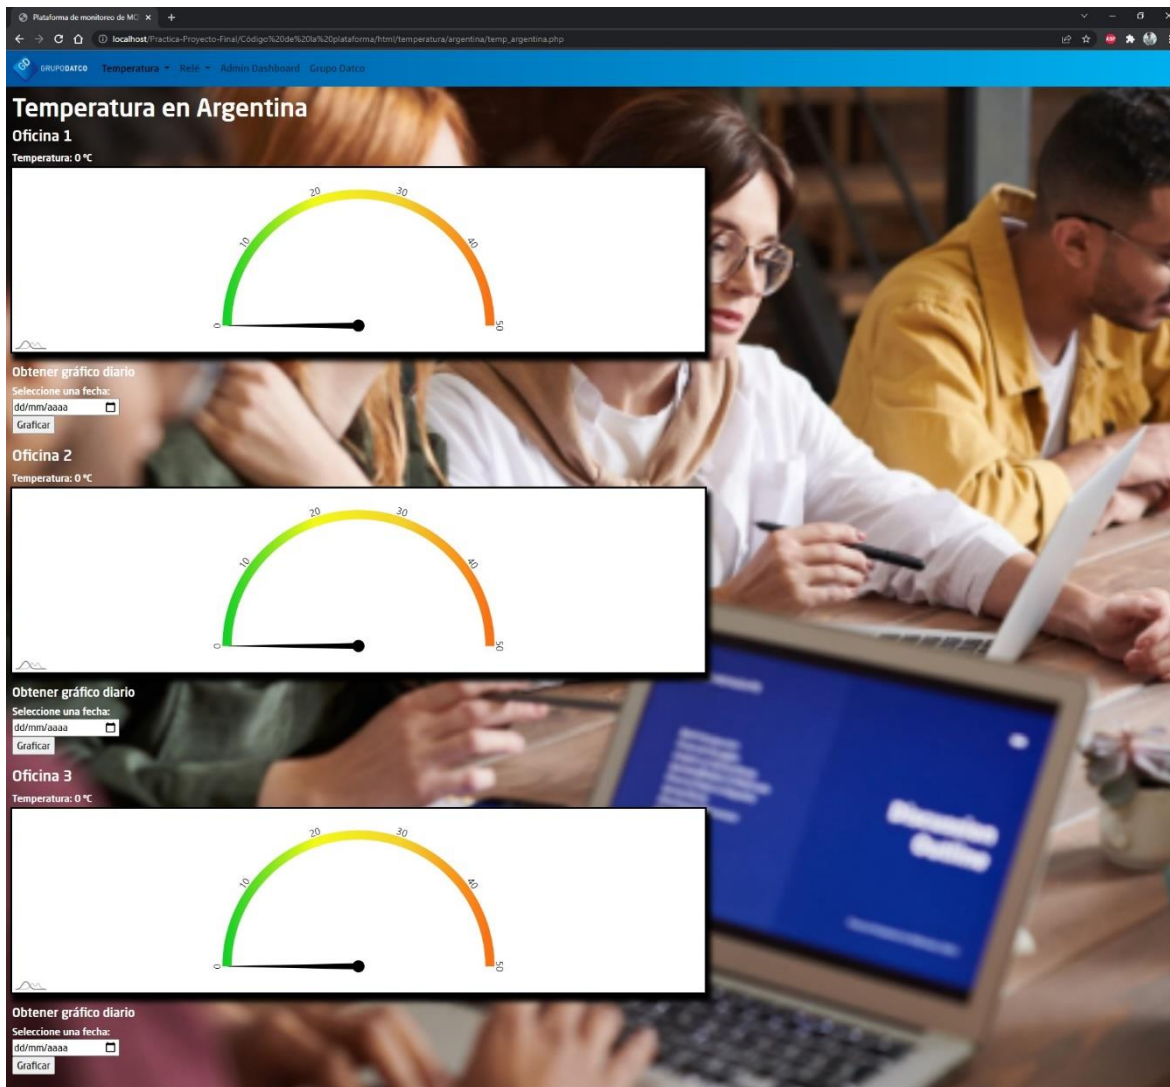 Plataforma de monitoreo de MC
localhost/Practica-Proyecto-Final/Código%20de%20la%20plataforma/html/temperatura/argentina/temp_argentina.php
GRUPODATCO Temperatura Relé Admin Dashboard Grupo Datco
Temperatura en Argentina
Oficina 1
Temperatura: 0 ºC
0 10 20 30 40 50
Obtener gráfico diario
Seleccione una fecha:
dd/mm/aaaa
Graficar
Oficina 2
Temperatura: 0 ºC
0 10 20 30 40 50
Obtener gráfico diario
Seleccione una fecha:
dd/mm/aaaa
Graficar
Oficina 3
Temperatura: 0 ºC
0 10 20 30 40 50
Obtener gráfico diario
Seleccione una fecha:
dd/mm/aaaa
Graficar
Discussion
Outline